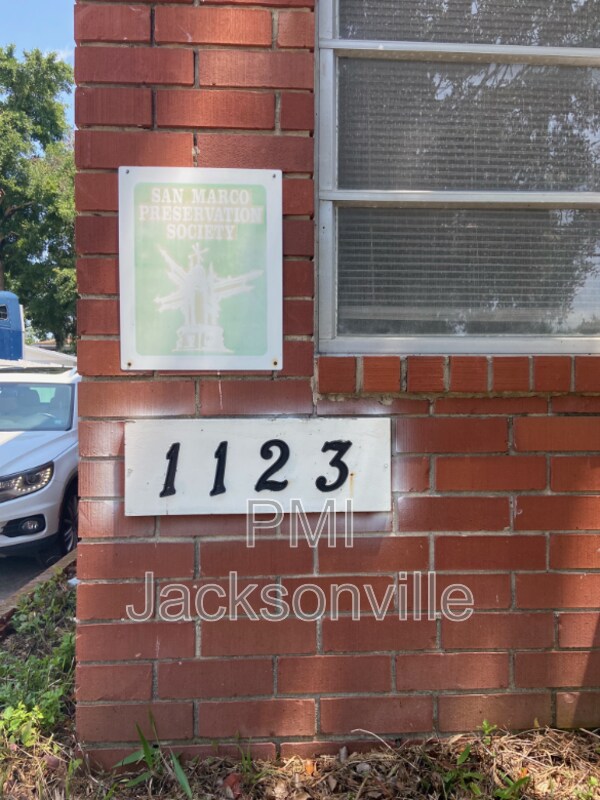 SAN MARCO
PRESERVATION
SOCIETY
1123
PMI
Jacksonville